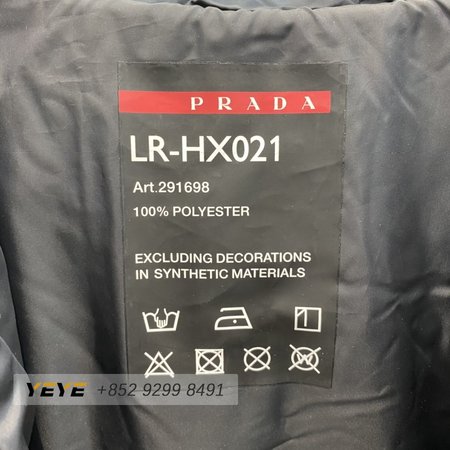 PRADA
LR-HX021
Art.291698
100% POLYESTER
EXCLUDING DECORATIONS
IN SYNTHETIC MATERIALS
YEYE +852 9299 8491